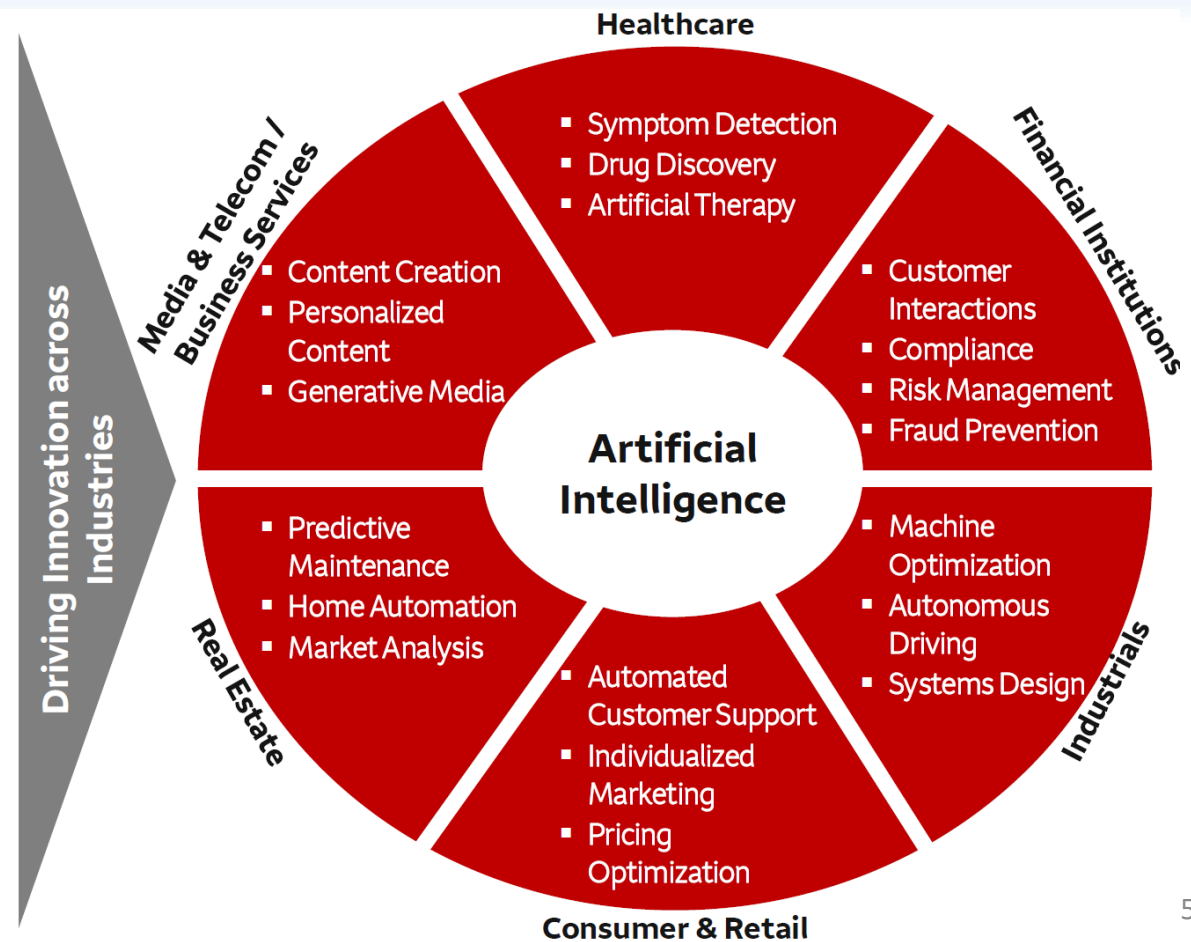 Healthcare
▪ Symptom Detection
▪ Drug Discovery
▪ Artificial Therapy
Financial Institutions
▪ Customer
Interactions
▪ Compliance
▪ Risk Management
▪ Fraud Prevention
Media & Telecom /
Business Services
▪ Content Creation
▪ Personalized
Content
▪ Generative Media
Driving Innovation across
Industries
Artificial
Intelligence
▪ Machine
Optimization
▪ Autonomous
Driving
▪ Systems Design
Industrials
▪ Predictive
Maintenance
▪ Home Automation
▪ Market Analysis
Real Estate
▪ Automated
Customer Support
▪ Individualized
Marketing
▪ Pricing
Optimization
Consumer & Retail
5